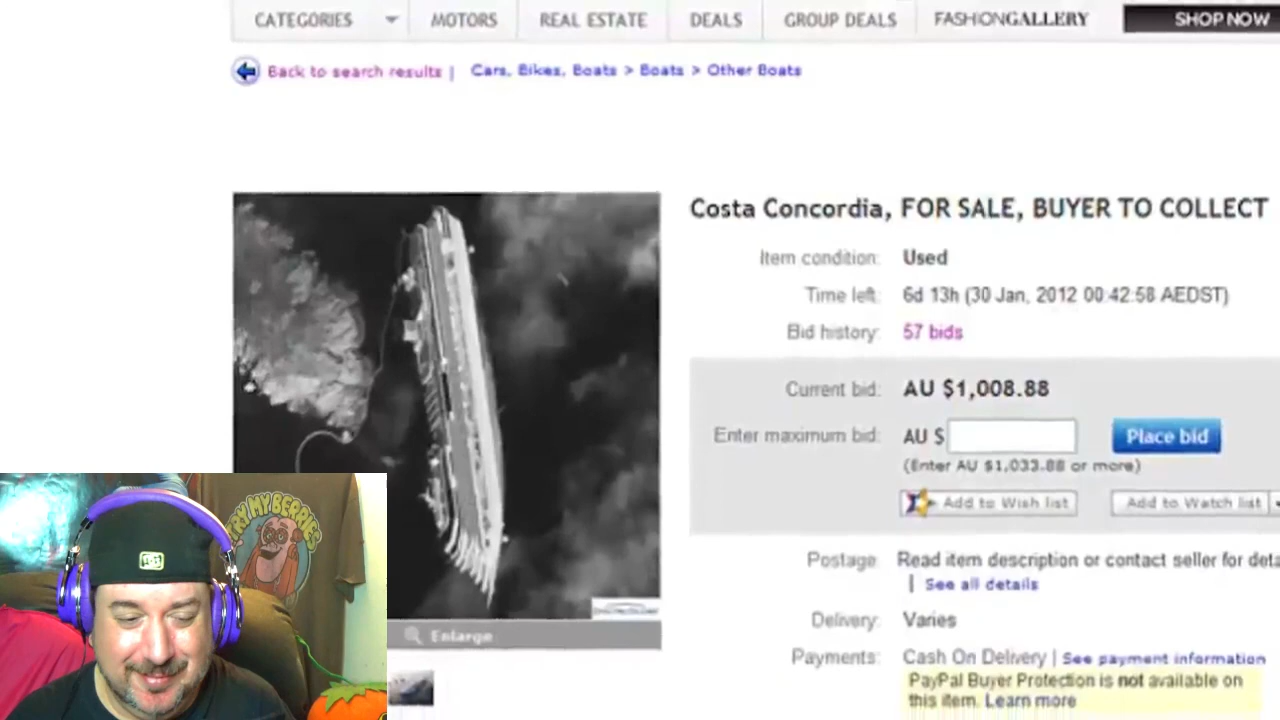 CATEGORIES MOTORS REAL ESTATE DEALS GROUP DEALS FASHIONGALLERY SHOP NOW
Back to search results | Cars, Bikes, Boats > Boats > Other Boats
Costa Concordia, FOR SALE, BUYER TO COLLECT
Item condition: Used
Time left: 6d 13h (30 Jan, 2012 00:42:58 AEDST)
Bid history: 57 bids
Current bid: AU $1,008.88
Enter maximum bid: AU $ Place bid
(Enter AU $1,033.88 or more)
Add to Wish list Add to Watch list
Postage: Read item description or contact seller for deta
| See all details
Delivery: Varies
Payments: Cash On Delivery | See payment information
PayPal Buyer Protection is not available on
this item. Learn more
Enlarge
TRY MY BERRIES